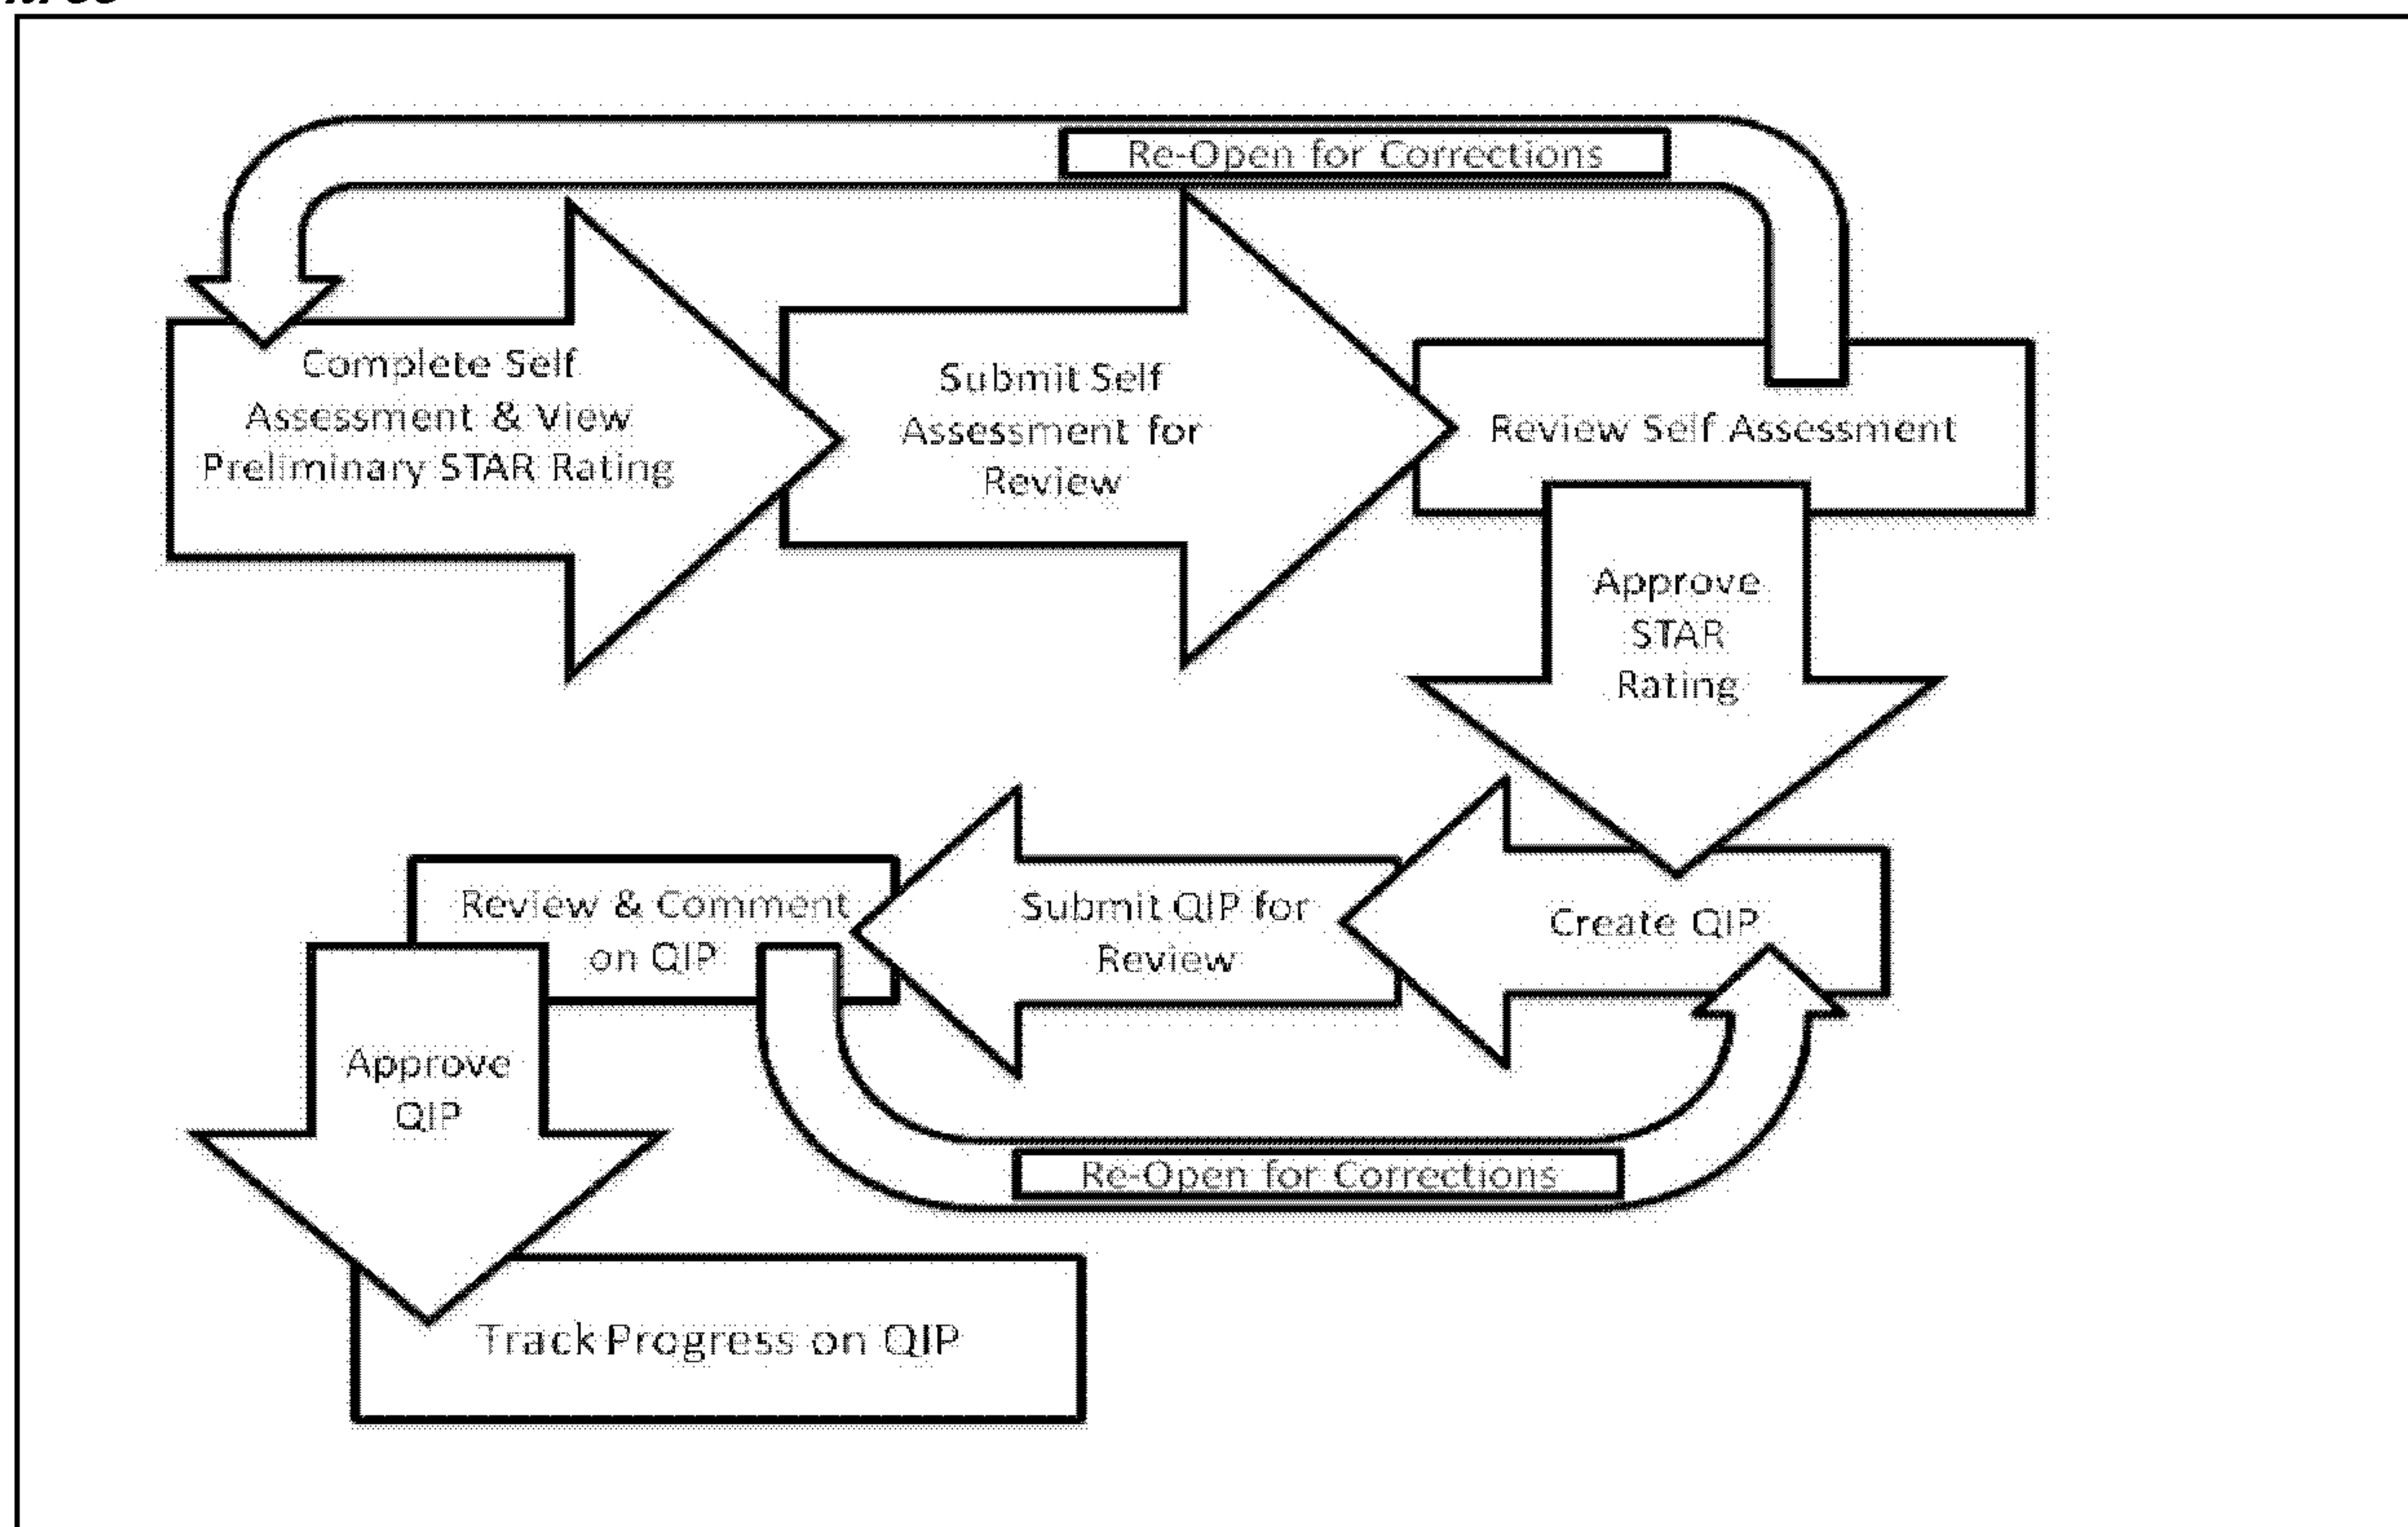 Re-Open for Corrections
Complete Self
Assessment & View
Preliminary STAR Rating
Submit Self
Assessment for
Review
Review Self Assessment
Approve
STAR
Rating
Create QIP
Submit QIP for
Review
Review & Comment
on QIP
Approve
QIP
Re-Open for Corrections
Track Progress on QIP